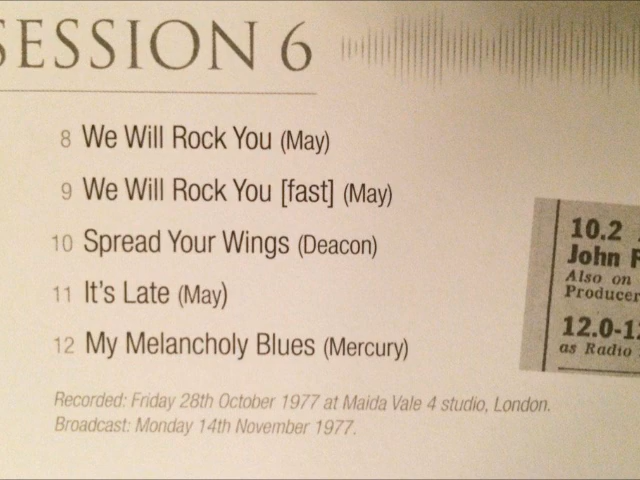 SESSION 6
8 We Will Rock You (May)
9 We Will Rock You [fast] (May)
10 Spread Your Wings (Deacon)
11 It's Late (May)
12 My Melancholy Blues (Mercury)
Recorded: Friday 28th October 1977 at Maida Vale 4 studio, London.
Broadcast: Monday 14th November 1977.
10.2
John
Also on
Producer
12.0-12
as Radio